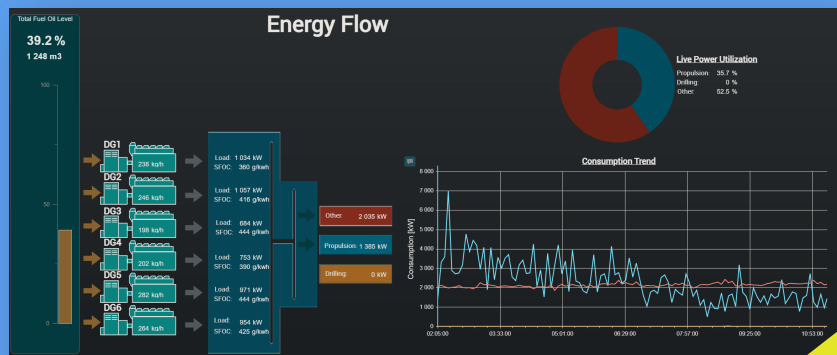 Total Fuel Oil Level
39.2 %
1 248 m3
100
50
0
Energy Flow
DG1
238 kg/h
DG2
246 kg/h
DG3
198 kg/h
DG4
202 kg/h
DG5
282 kg/h
DG6
264 kg/h
Load: 1 034 kW
SFOC: 360 g/kwh
Load: 1 057 kW
SFOC: 416 g/kwh
Load: 684 kW
SFOC: 444 g/kwh
Load: 753 kW
SFOC: 390 g/kwh
Load: 971 kW
SFOC: 444 g/kwh
Load: 954 kW
SFOC: 425 g/kwh
Other: 2 035 kW
Propulsion: 1 385 kW
Drilling: 0 kW
Live Power Utilization
Propulsion: 35.7 %
Drilling: 0 %
Other: 52.5 %
Consumption Trend
Consumption [kW]
8 000
7 000
6 000
5 000
4 000
3 000
2 000
1 000
0
02:05:00 03:33:00 05:01:00 06:29:00 07:57:00 09:25:00 10:53:00